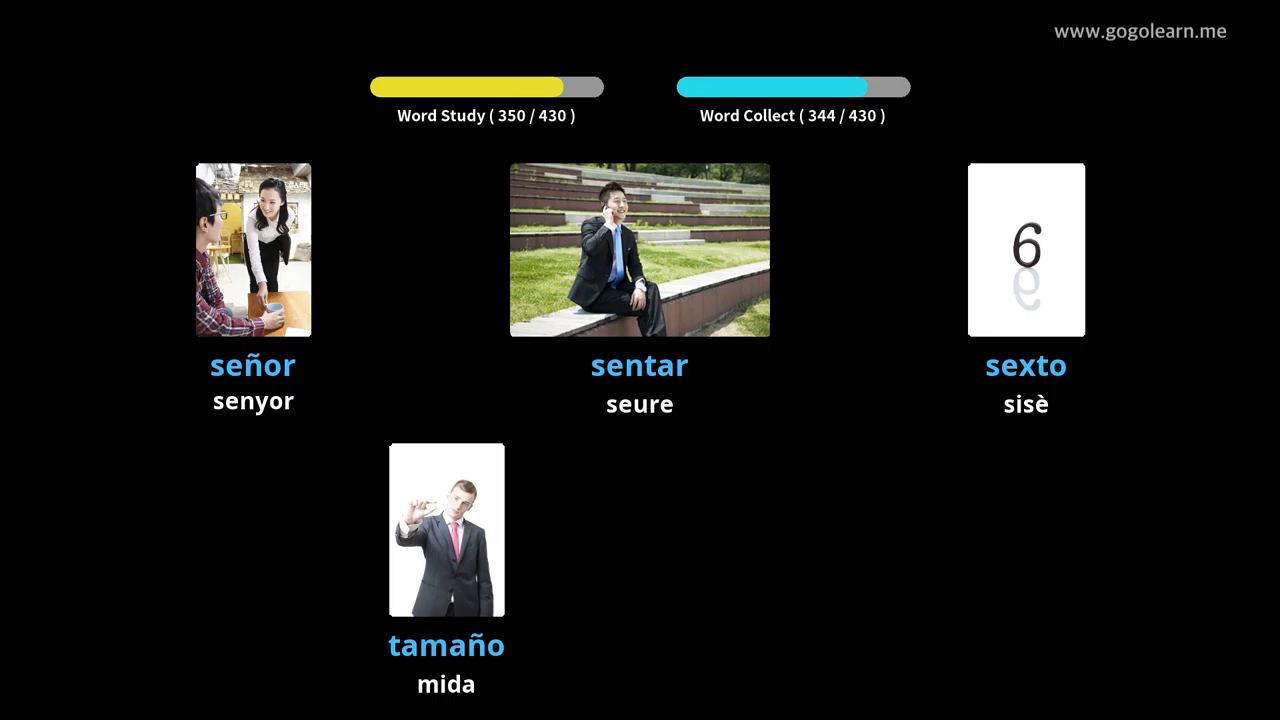 www.gogolearn.me
Word Study ( 350 / 430 )
Word Collect ( 344 / 430 )
6
señor
senyor
sentar
seure
sexto
sisè
tamaño
mida